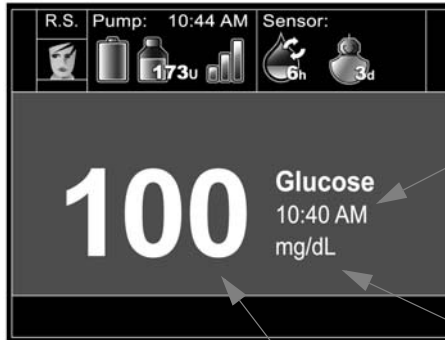 R.S. Pump: 10:44 AM Sensor:
173U 6h 3d
100
Glucose
10:40 AM
mg/dL